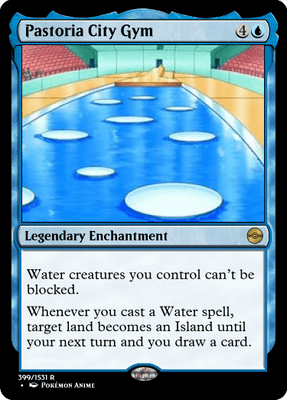 Pastoria City Gym 4
Legendary Enchantment
Water creatures you control can't be
blocked.
Whenever you cast a Water spell,
target land becomes an Island until
your next turn and you draw a card.
399/1531 R
• Pokémon Anime